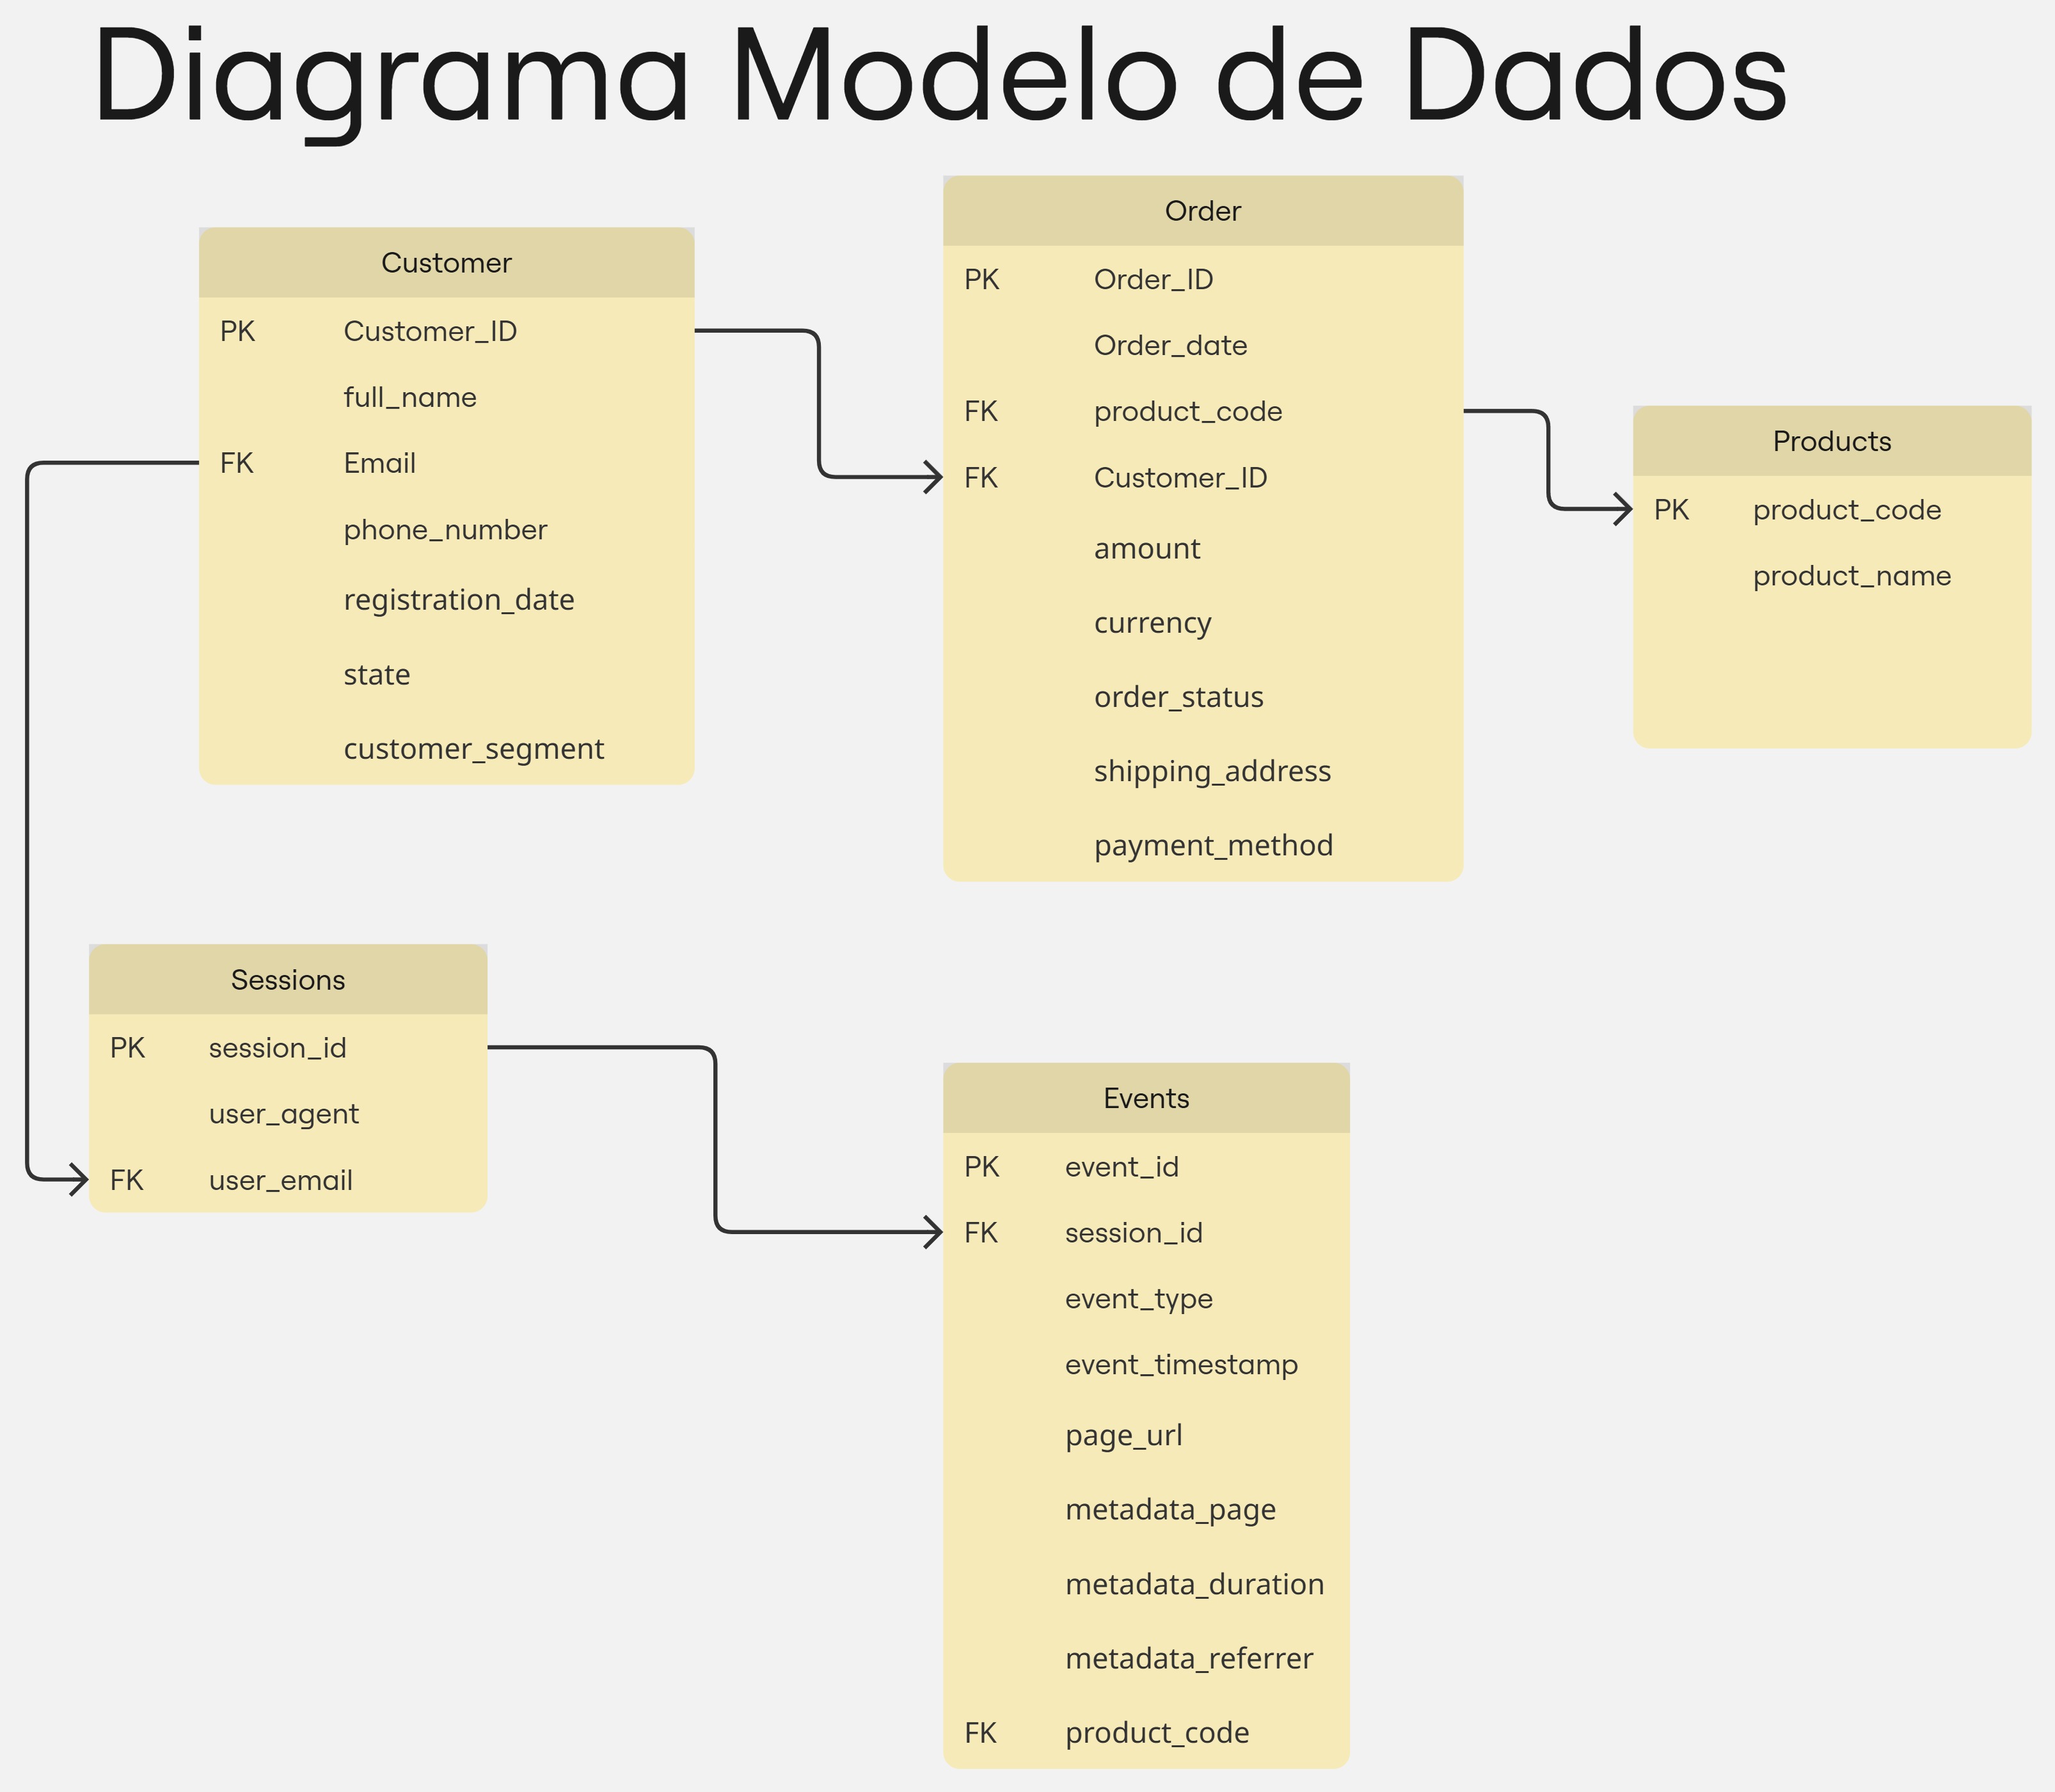 Diagrama Modelo de Dados
Customer
PK Customer_ID
full_name
FK Email
phone_number
registration_date
state
customer_segment
Order
PK Order_ID
Order_date
FK product_code
FK Customer_ID
amount
currency
order_status
shipping_address
payment_method
Products
PK product_code
product_name
Sessions
PK session_id
user_agent
FK user_email
Events
PK event_id
FK session_id
event_type
event_timestamp
page_url
metadata_page
metadata_duration
metadata_referrer
FK product_code